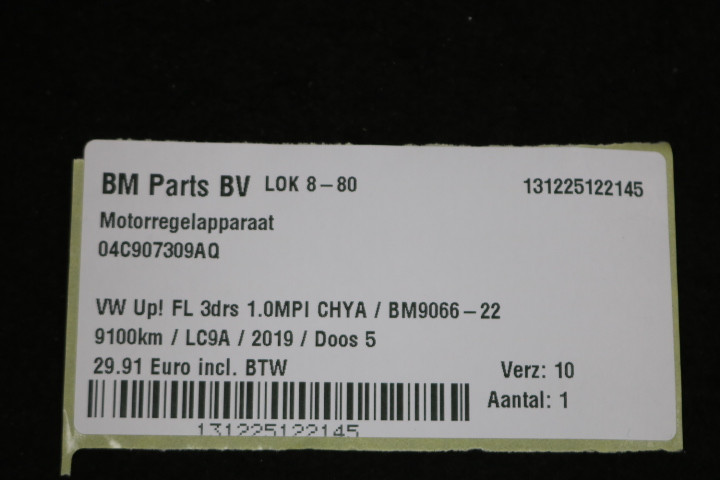 BM Parts BV LOK 8-80 131225122145
Motorregelapparaat
04C907309AQ
VW Up! FL 3drs 1.0MPI CHYA / BM9066-22
9100km / LC9A / 2019 / Doos 5
29.91 Euro incl. BTW Verz: 10
Aantal: 1
131225122145